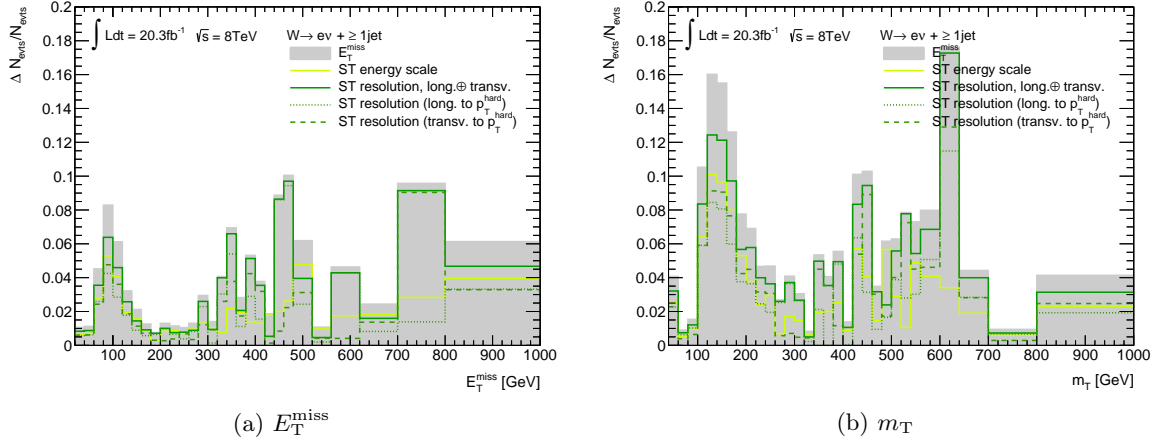 Δ N_evts/N_evts
0.2
0.18
0.16
0.14
0.12
0.1
0.08
0.06
0.04
0.02
0
∫ Ldt = 20.3fb⁻¹ √s = 8TeV
W→ eν + ≥ 1jet
E_T^miss
ST energy scale
ST resolution, long.⊕ transv.
ST resolution (long. to p_T^hard)
ST resolution (transv. to p_T^hard)
100 200 300 400 500 600 700 800 900 1000
E_T^miss [GeV]
(a) E_T^miss
Δ N_evts/N_evts
0.2
0.18
0.16
0.14
0.12
0.1
0.08
0.06
0.04
0.02
0
∫ Ldt = 20.3fb⁻¹ √s = 8TeV
W→ eν + ≥ 1jet
E_T^miss
ST energy scale
ST resolution, long.⊕ transv.
ST resolution (long. to p_T^hard)
ST resolution (transv. to p_T^hard)
100 200 300 400 500 600 700 800 900 1000
m_T [GeV]
(b) m_T